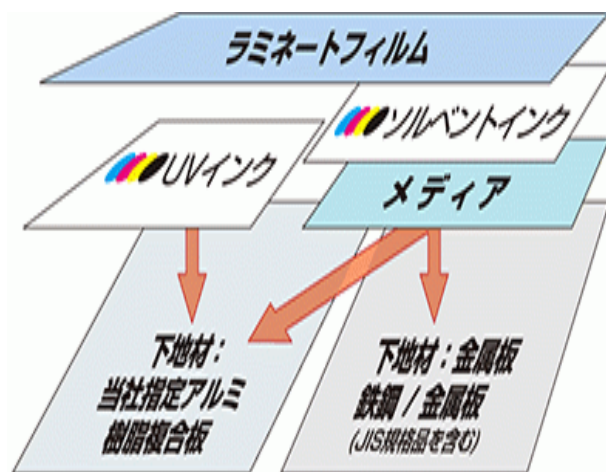 ラミネートフィルム
ソルベントインク
UVインク
メディア
下地材：
当社指定アルミ
樹脂複合板
下地材：金属板
鉄鋼 / 金属板
(JIS規格品を含む)